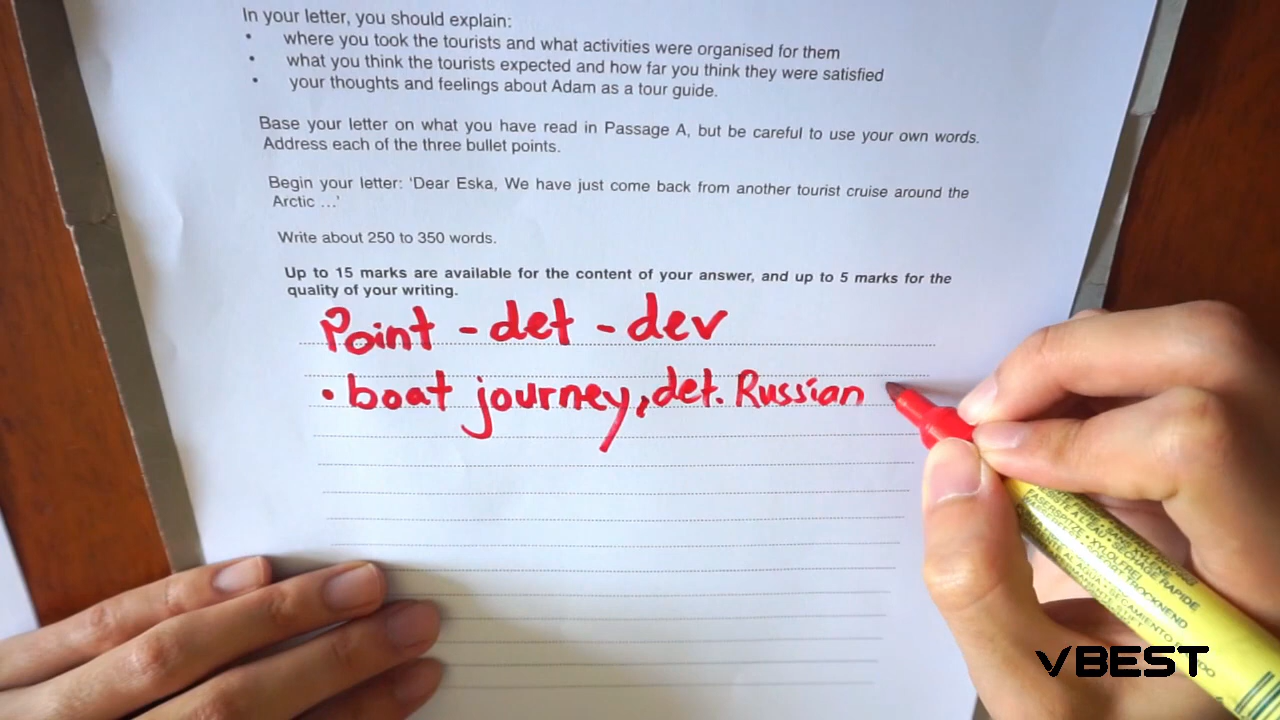 In your letter, you should explain:
• where you took the tourists and what activities were organised for them
• what you think the tourists expected and how far you think they were satisfied
• your thoughts and feelings about Adam as a tour guide.
Base your letter on what you have read in Passage A, but be careful to use your own words.
Address each of the three bullet points.
Begin your letter: ‘Dear Eska, We have just come back from another tourist cruise around the
Arctic …’
Write about 250 to 350 words.
Up to 15 marks are available for the content of your answer, and up to 5 marks for the
quality of your writing.
Point - det - dev
• boat journey, det. Russian
VBEST